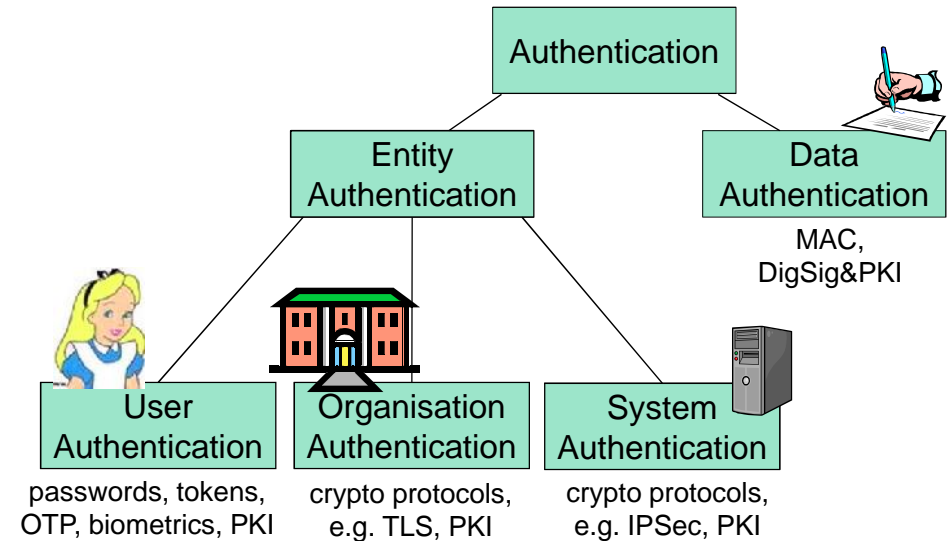 Authentication
Entity
Authentication
Data
Authentication
MAC,
DigSig&PKI
User
Authentication
Organisation
Authentication
System
Authentication
passwords, tokens,
OTP, biometrics, PKI
crypto protocols,
e.g. TLS, PKI
crypto protocols,
e.g. IPSec, PKI